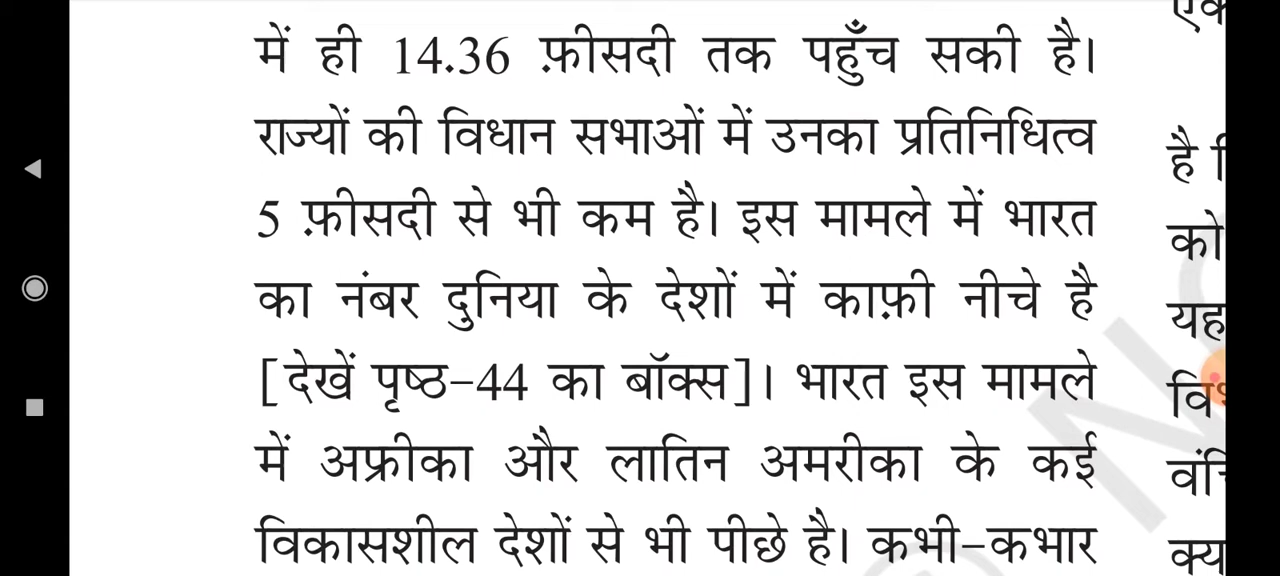 में ही 14.36 फ़ीसदी तक पहुँच सकी है।
राज्यों की विधान सभाओं में उनका प्रतिनिधित्व
5 फ़ीसदी से भी कम है। इस मामले में भारत
का नंबर दुनिया के देशों में काफ़ी नीचे है
[देखें पृष्ठ-44 का बॉक्स]। भारत इस मामले
में अफ्रीका और लातिन अमरीका के कई
विकासशील देशों से भी पीछे है। कभी-कभार
है
को
यह